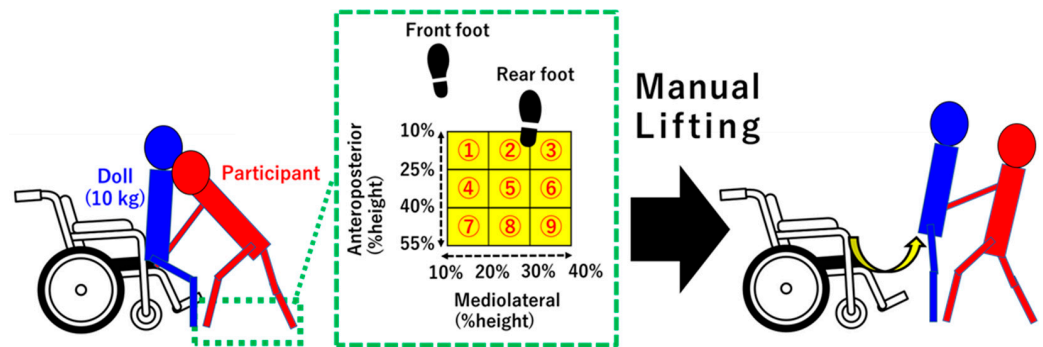 Doll
(10 kg)
Participant
Front foot
Rear foot
Anteroposterior
(%height)
10%
25%
40%
55%
① ② ③
④ ⑤ ⑥
⑦ ⑧ ⑨
10% 20% 30% 40%
Mediolateral
(%height)
Manual
Lifting